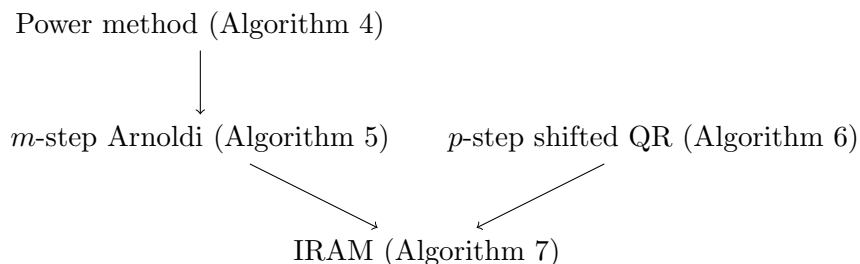 Power method (Algorithm 4)
m-step Arnoldi (Algorithm 5) p-step shifted QR (Algorithm 6)
IRAM (Algorithm 7)